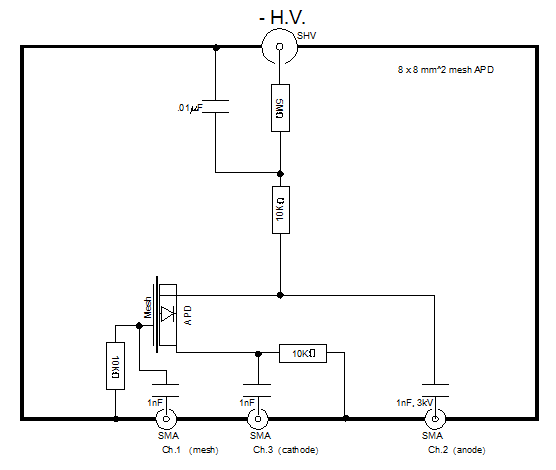 - H.V.
SHV
8 x 8 mm^2 mesh APD
5MΩ
.01µF
10KΩ
Mesh
APD
10KΩ
10KΩ
1nF
1nF
1nF, 3kV
SMA
SMA
SMA
Ch.1 (mesh)
Ch.3 (cathode)
Ch.2 (anode)